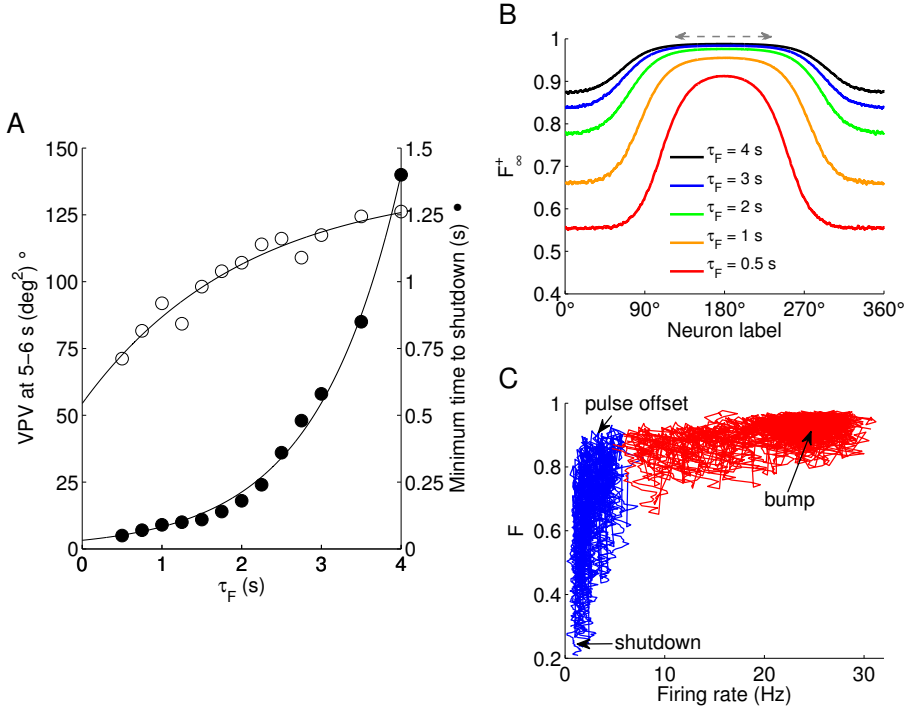 A
VPV at 5−6 s (deg²) °
150
125
100
75
50
25
0
0 1 2 3 4
τF (s)
1.5
1.25
1
0.75
0.5
0.25
0
Minimum time to shutdown (s) •
B
F∞+
1
0.9
0.8
0.7
0.6
0.5
0.4
τF = 4 s
τF = 3 s
τF = 2 s
τF = 1 s
τF = 0.5 s
0° 90° 180° 270° 360°
Neuron label
C
F
1
0.8
0.6
0.4
0.2
pulse offset
bump
shutdown
0 10 20 30
Firing rate (Hz)